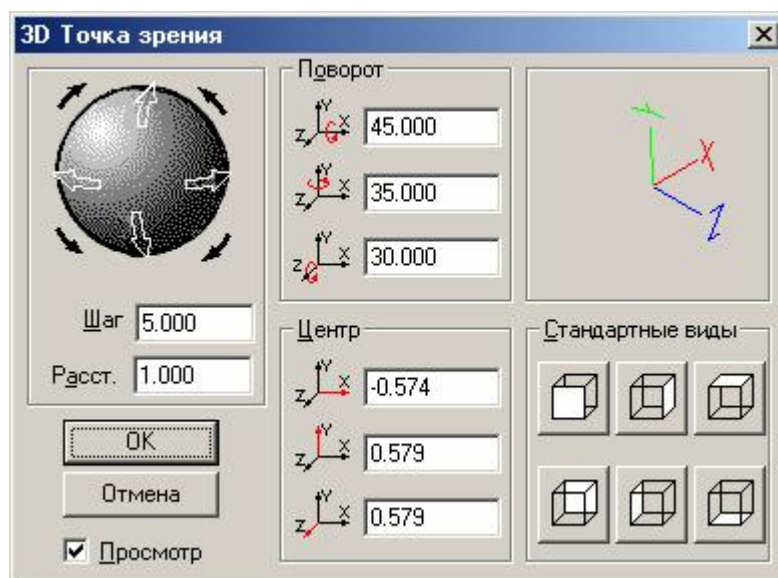 3D Точка зрения
Поворот
Y X Z 45.000
Y X Z 35.000
Y X Z 30.000
Y X Z
Шаг 5.000
Расст. 1.000
Центр
Y X Z -0.574
Y X Z 0.579
Y X Z 0.579
Стандартные виды
OK
Отмена
Просмотр